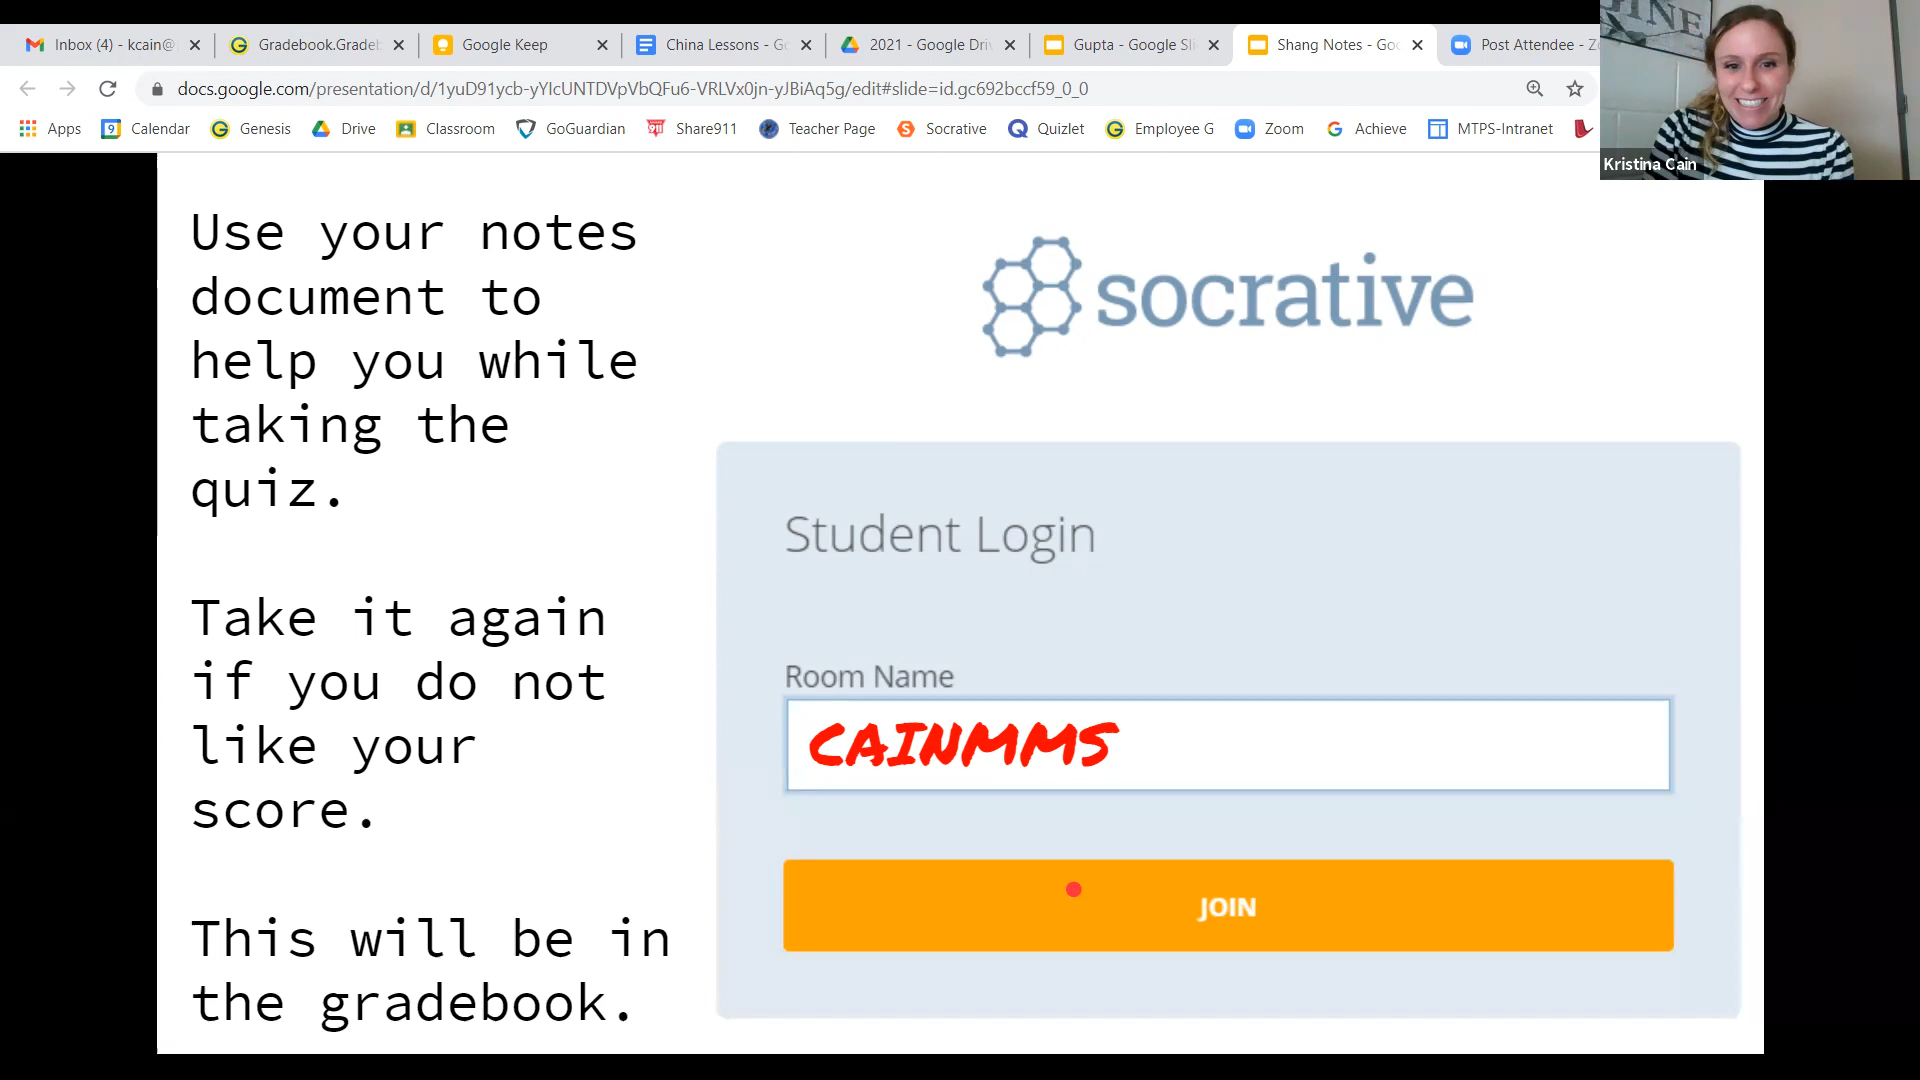 Inbox (4) - kcain@
Gradebook.Gradeb
Google Keep
China Lessons - Go
2021 - Google Driv
Gupta - Google Sli
Shang Notes - Goo
Post Attendee - Zo
docs.google.com/presentation/d/1yuD91ycb-yYIcUNTDVpVbQFu6-VRLVx0jn-yJBiAq5g/edit#slide=id.gc692bccf59_0_0
Apps
9 Calendar
Genesis
Drive
Classroom
GoGuardian
911 Share911
Teacher Page
Socrative
Quizlet
Employee G
Zoom
Achieve
MTPS-Intranet
GINE
Kristina Cain
Use your notes
document to
help you while
taking the
quiz.
Take it again
if you do not
like your
score.
This will be in
the gradebook.
socrative
Student Login
Room Name
CAINMMS
JOIN